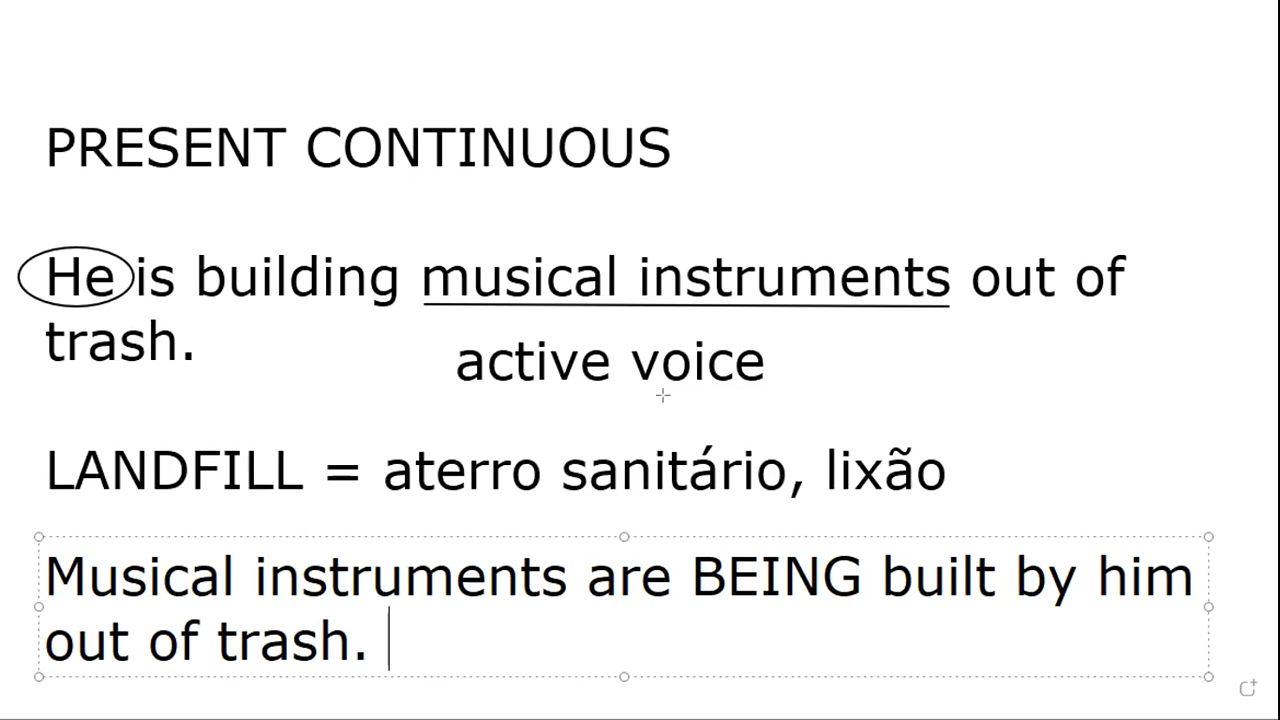 PRESENT CONTINUOUS
He is building musical instruments out of
trash.
active voice
LANDFILL = aterro sanitário, lixão
Musical instruments are BEING built by him
out of trash.